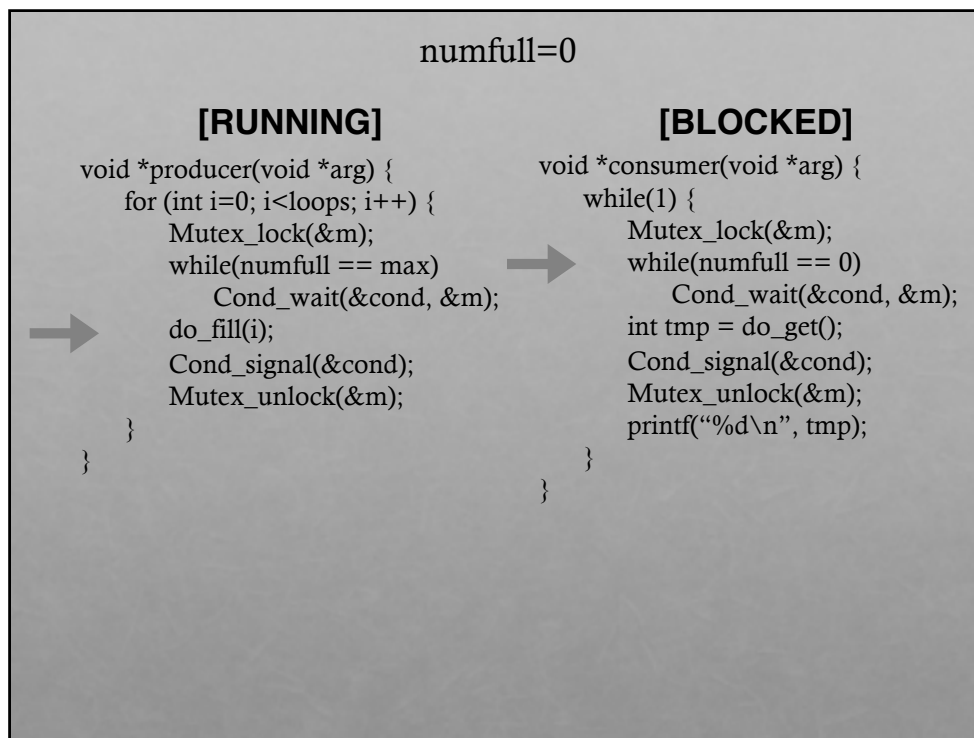 numfull=0
[RUNNING]
void *producer(void *arg) {
for (int i=0; i<loops; i++) {
Mutex_lock(&m);
while(numfull == max)
Cond_wait(&cond, &m);
do_fill(i);
Cond_signal(&cond);
Mutex_unlock(&m);
}
}
[BLOCKED]
void *consumer(void *arg) {
while(1) {
Mutex_lock(&m);
while(numfull == 0)
Cond_wait(&cond, &m);
int tmp = do_get();
Cond_signal(&cond);
Mutex_unlock(&m);
printf(“%d\n”, tmp);
}
}